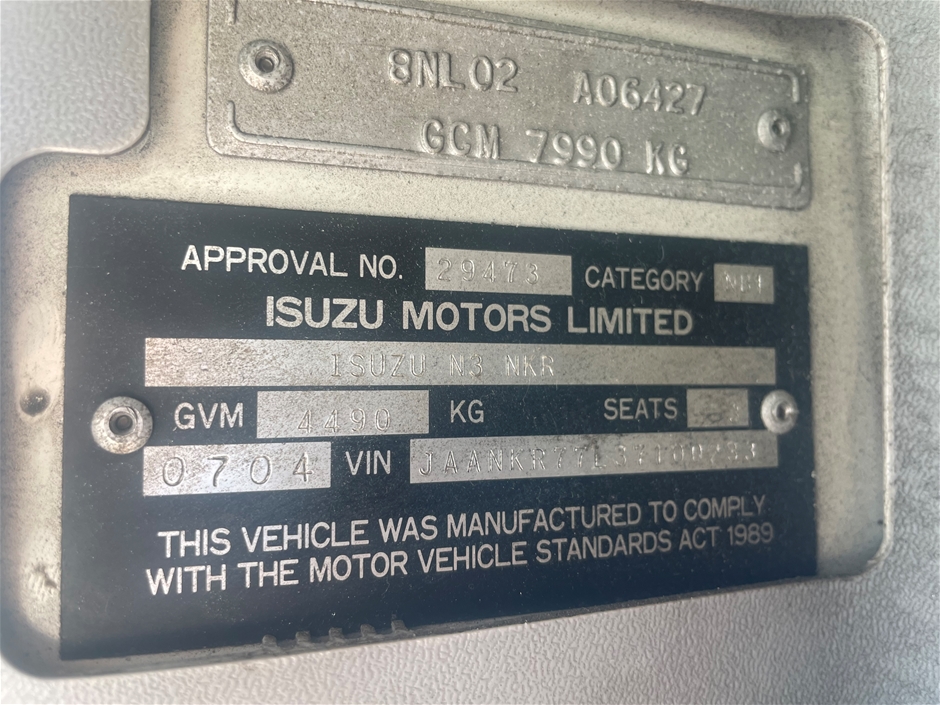 8NL02 A06427
GCM 7990 KG
APPROVAL NO. 29473 CATEGORY
ISUZU MOTORS LIMITED
ISUZU N3 NKR
GVM 4490 KG SEATS
0704 VIN
THIS VEHICLE WAS MANUFACTURED TO COMPLY
WITH THE MOTOR VEHICLE STANDARDS ACT 1989